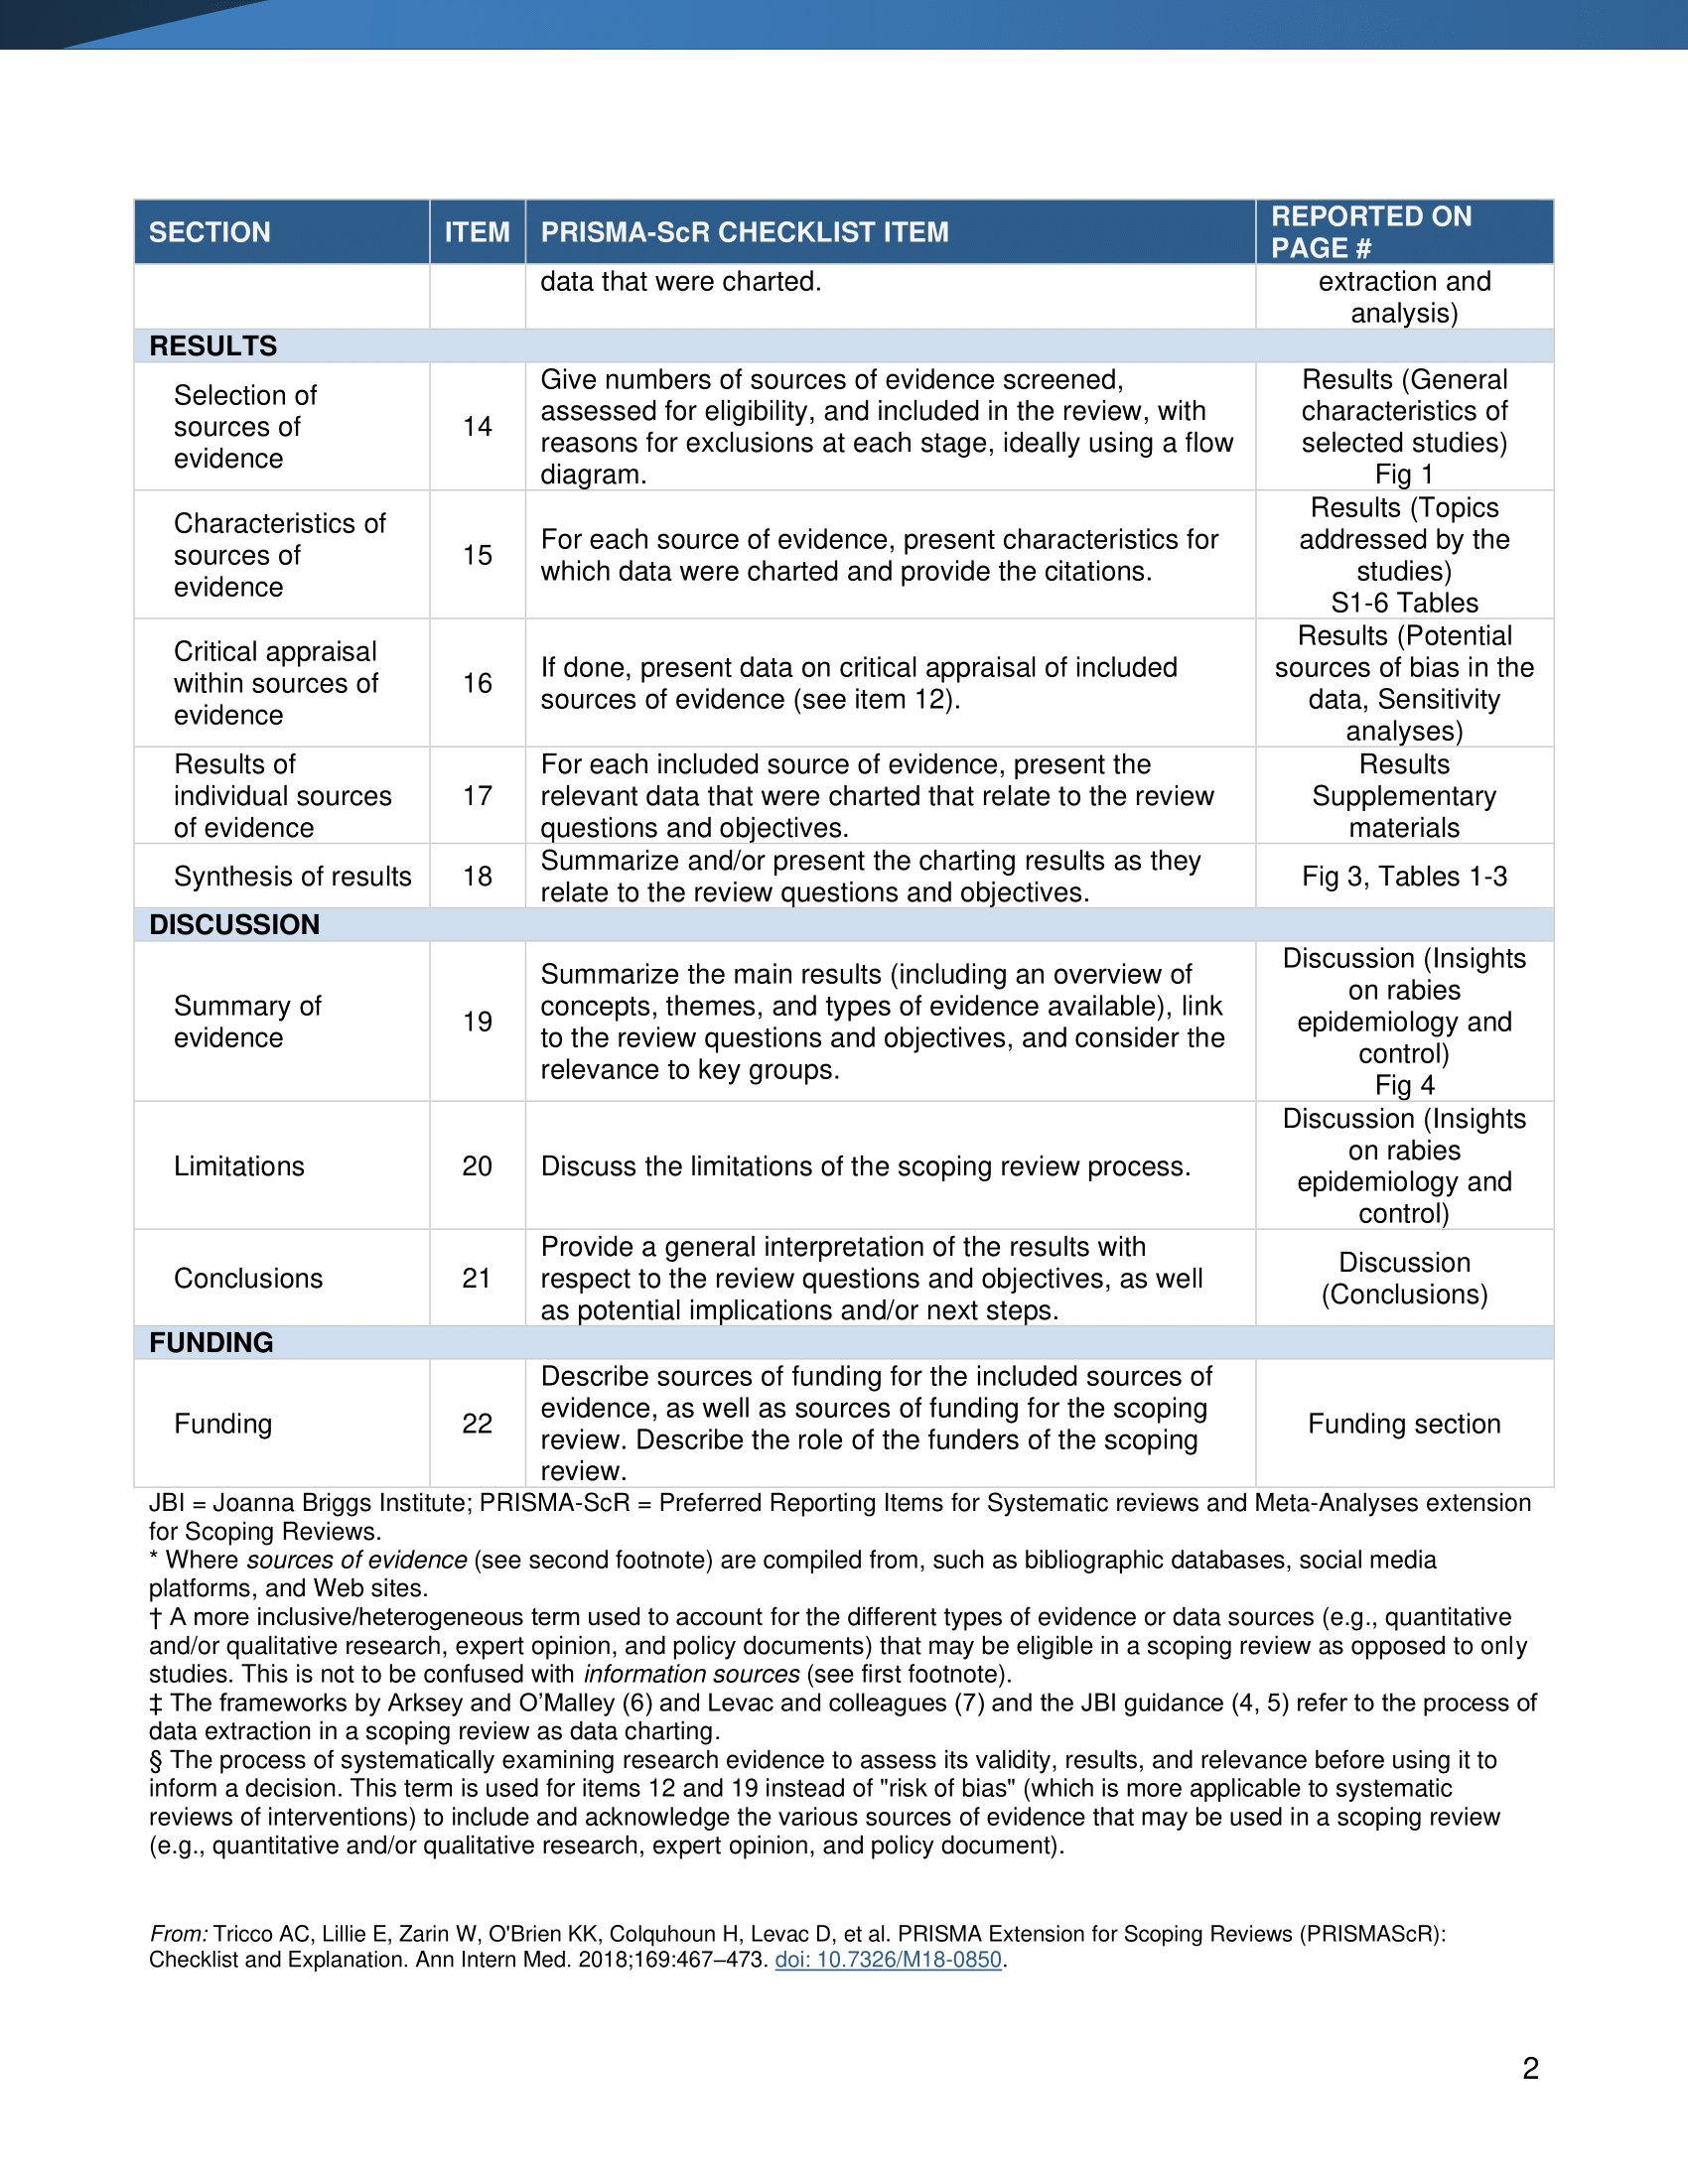 SECTION ITEM PRISMA-ScR CHECKLIST ITEM REPORTED ON PAGE #
data that were charted. extraction and
analysis)
RESULTS
Selection of
sources of
evidence
14
Give numbers of sources of evidence screened,
assessed for eligibility, and included in the review, with
reasons for exclusions at each stage, ideally using a flow
diagram.
Results (General
characteristics of
selected studies)
Fig 1
Characteristics of
sources of
evidence
15
For each source of evidence, present characteristics for
which data were charted and provide the citations.
Results (Topics
addressed by the
studies)
S1-6 Tables
Critical appraisal
within sources of
evidence
16
If done, present data on critical appraisal of included
sources of evidence (see item 12).
Results (Potential
sources of bias in the
data, Sensitivity
analyses)
Results of
individual sources
of evidence
17
For each included source of evidence, present the
relevant data that were charted that relate to the review
questions and objectives.
Results
Supplementary
materials
Synthesis of results
18
Summarize and/or present the charting results as they
relate to the review questions and objectives.
Fig 3, Tables 1-3
DISCUSSION
Summary of
evidence
19
Summarize the main results (including an overview of
concepts, themes, and types of evidence available), link
to the review questions and objectives, and consider the
relevance to key groups.
Discussion (Insights
on rabies
epidemiology and
control)
Fig 4
Limitations
20
Discuss the limitations of the scoping review process.
Discussion (Insights
on rabies
epidemiology and
control)
Conclusions
21
Provide a general interpretation of the results with
respect to the review questions and objectives, as well
as potential implications and/or next steps.
Discussion
(Conclusions)
FUNDING
Funding
22
Describe sources of funding for the included sources of
evidence, as well as sources of funding for the scoping
review. Describe the role of the funders of the scoping
review.
Funding section
JBI = Joanna Briggs Institute; PRISMA-ScR = Preferred Reporting Items for Systematic reviews and Meta-Analyses extension
for Scoping Reviews.
* Where sources of evidence (see second footnote) are compiled from, such as bibliographic databases, social media
platforms, and Web sites.
† A more inclusive/heterogeneous term used to account for the different types of evidence or data sources (e.g., quantitative
and/or qualitative research, expert opinion, and policy documents) that may be eligible in a scoping review as opposed to only
studies. This is not to be confused with information sources (see first footnote).
‡ The frameworks by Arksey and O’Malley (6) and Levac and colleagues (7) and the JBI guidance (4, 5) refer to the process of
data extraction in a scoping review as data charting.
§ The process of systematically examining research evidence to assess its validity, results, and relevance before using it to
inform a decision. This term is used for items 12 and 19 instead of "risk of bias" (which is more applicable to systematic
reviews of interventions) to include and acknowledge the various sources of evidence that may be used in a scoping review
(e.g., quantitative and/or qualitative research, expert opinion, and policy document).
From: Tricco AC, Lillie E, Zarin W, O'Brien KK, Colquhoun H, Levac D, et al. PRISMA Extension for Scoping Reviews (PRISMAScR):
Checklist and Explanation. Ann Intern Med. 2018;169:467–473. doi: 10.7326/M18-0850.
2